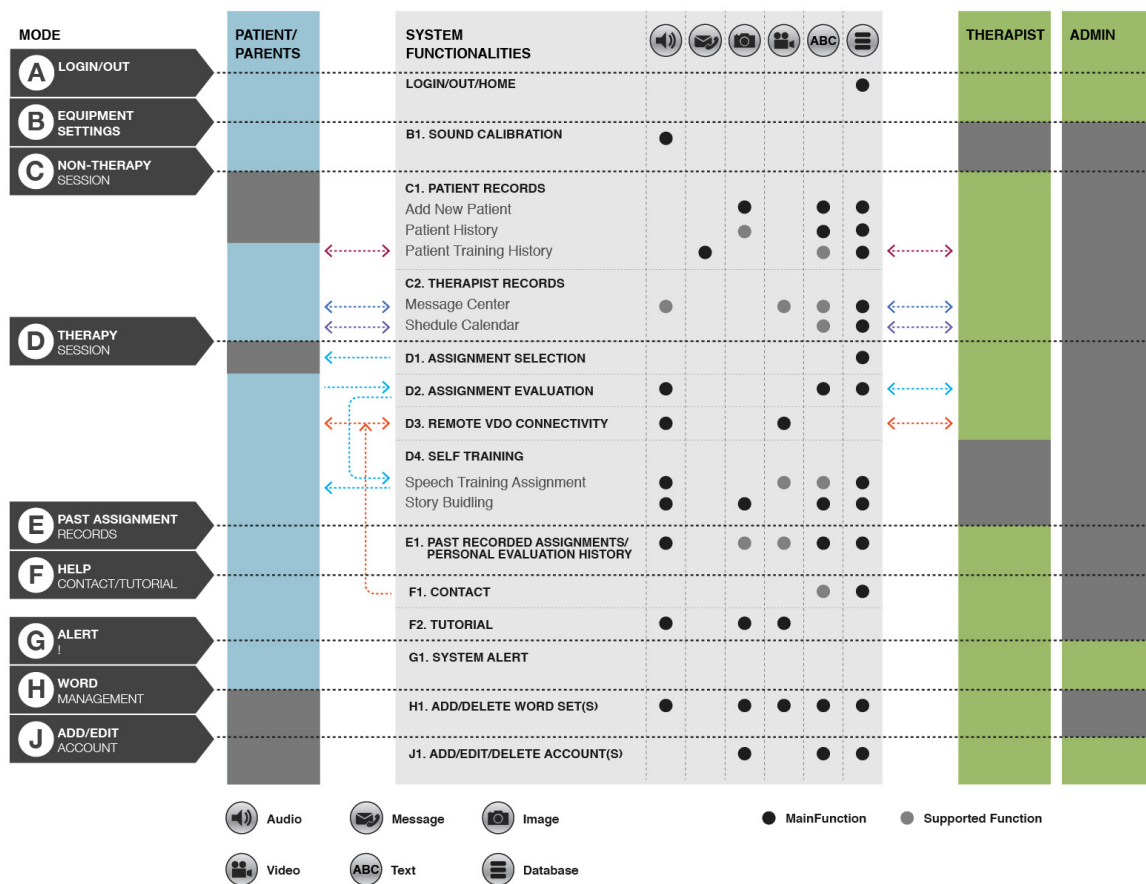 MODE
PATIENT/
PARENTS
SYSTEM
FUNCTIONALITIES
ABC
THERAPIST
ADMIN
A LOGIN/OUT
LOGIN/OUT/HOME
B EQUIPMENT
SETTINGS
B1. SOUND CALIBRATION
C NON-THERAPY
SESSION
C1. PATIENT RECORDS
Add New Patient
Patient History
Patient Training History
C2. THERAPIST RECORDS
Message Center
Shedule Calendar
D THERAPY
SESSION
D1. ASSIGNMENT SELECTION
D2. ASSIGNMENT EVALUATION
D3. REMOTE VDO CONNECTIVITY
D4. SELF TRAINING
Speech Training Assignment
Story Buidling
E PAST ASSIGNMENT
RECORDS
E1. PAST RECORDED ASSIGNMENTS/
PERSONAL EVALUATION HISTORY
F HELP
CONTACT/TUTORIAL
F1. CONTACT
F2. TUTORIAL
G ALERT
!
G1. SYSTEM ALERT
H WORD
MANAGEMENT
H1. ADD/DELETE WORD SET(S)
J ADD/EDIT
ACCOUNT
J1. ADD/EDIT/DELETE ACCOUNT(S)
Audio
Message
Image
MainFunction
Supported Function
Video
ABC Text
Database